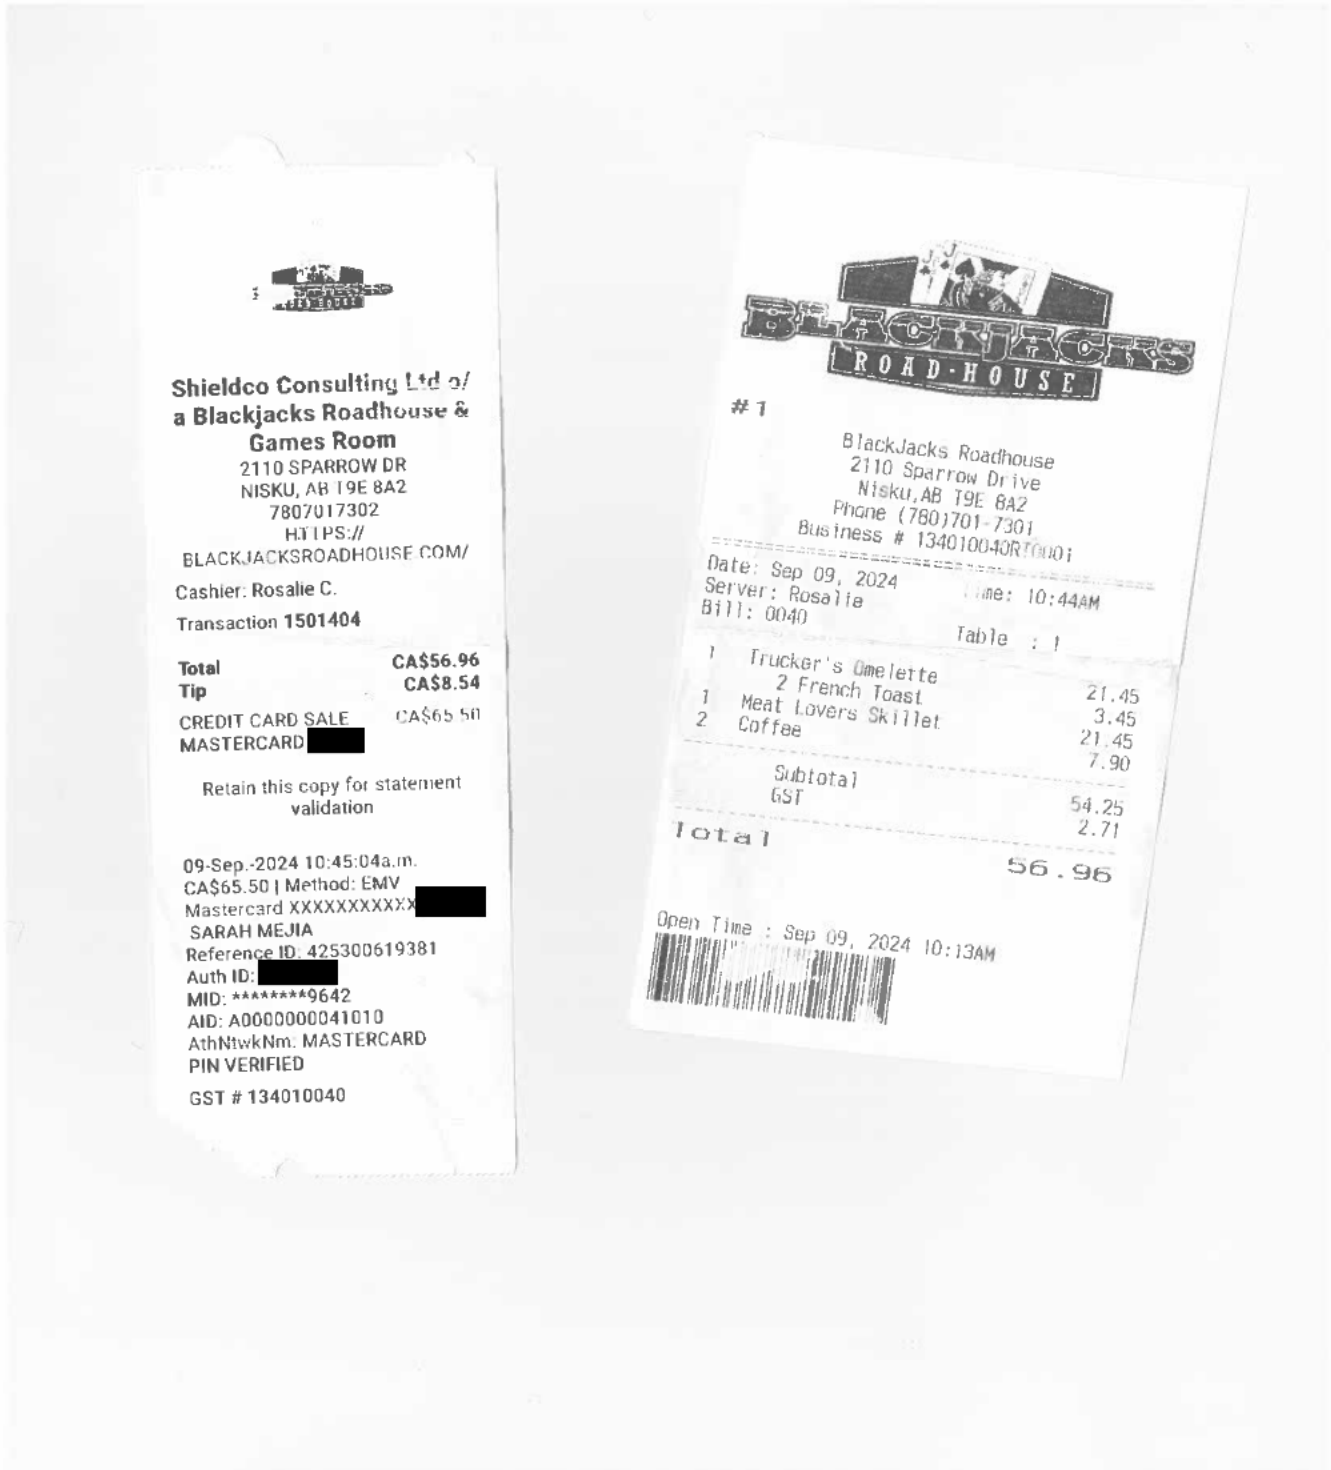 ROAD HOUSE
Shieldco Consulting Ltd o/
a Blackjacks Roadhouse &
Games Room
2110 SPARROW DR
NISKU, AB T9E 8A2
7807017302
HTTPS://
BLACKJACKSROADHOUSE.COM/
Cashier: Rosalie C.
Transaction 1501404
Total CA$56.96
Tip CA$8.54
CREDIT CARD SALE CA$65.50
MASTERCARD
Retain this copy for statement
validation
09-Sep.-2024 10:45:04a.m.
CA$65.50 | Method: EMV
Mastercard XXXXXXXXXXXX
SARAH MEJIA
Reference ID: 425300619381
Auth ID:
MID: ********9642
AID: A0000000041010
AthNtwkNm: MASTERCARD
PIN VERIFIED
GST # 134010040
J J
BLACKJACKS
ROAD-HOUSE
#1
BlackJacks Roadhouse
2110 Sparrow Drive
Nisku,AB T9E 8A2
Phone (780)701-7301
Business # 134010040RT0001
Date: Sep 09, 2024 Time: 10:44AM
Server: Rosalie
Bill: 0040 Table : 1
1 Trucker's Omelette 21.45
2 French Toast 3.45
1 Meat Lovers Skillet 21.45
2 Coffee 7.90
Subtotal 54.25
GST 2.71
Total 56.96
Open Time : Sep 09, 2024 10:13AM